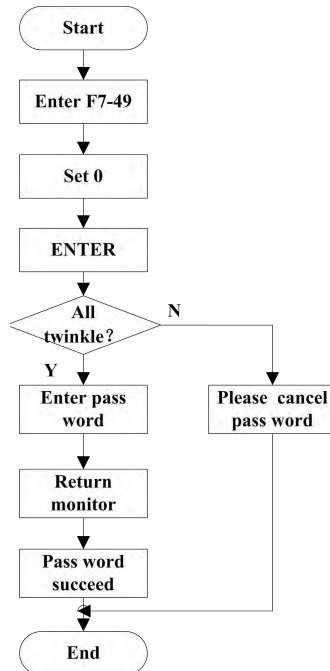 Start
Enter F7-49
Set 0
ENTER
All
twinkle？
N
Y
Enter pass
word
Please cancel
pass word
Return
monitor
Pass word
succeed
End